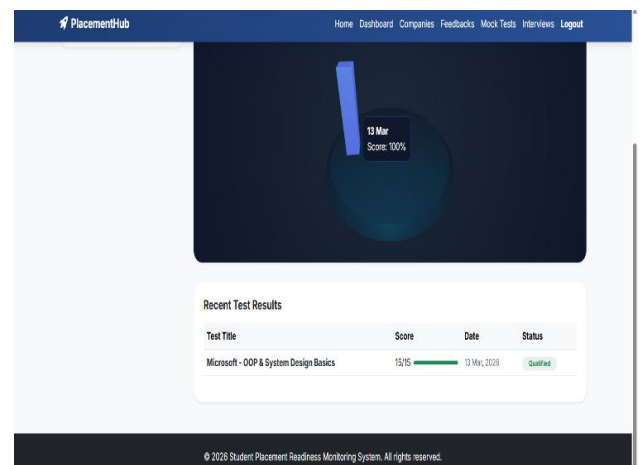 PlacementHub Home Dashboard Companies Feedbacks Mock Tests Interviews Logout
13 Mar
Score: 100%
Recent Test Results
Test Title Score Date Status
Microsoft - OOP & System Design Basics 15/15 13 Mar, 2026 Qualified
© 2026 Student Placement Readiness Monitoring System. All rights reserved.